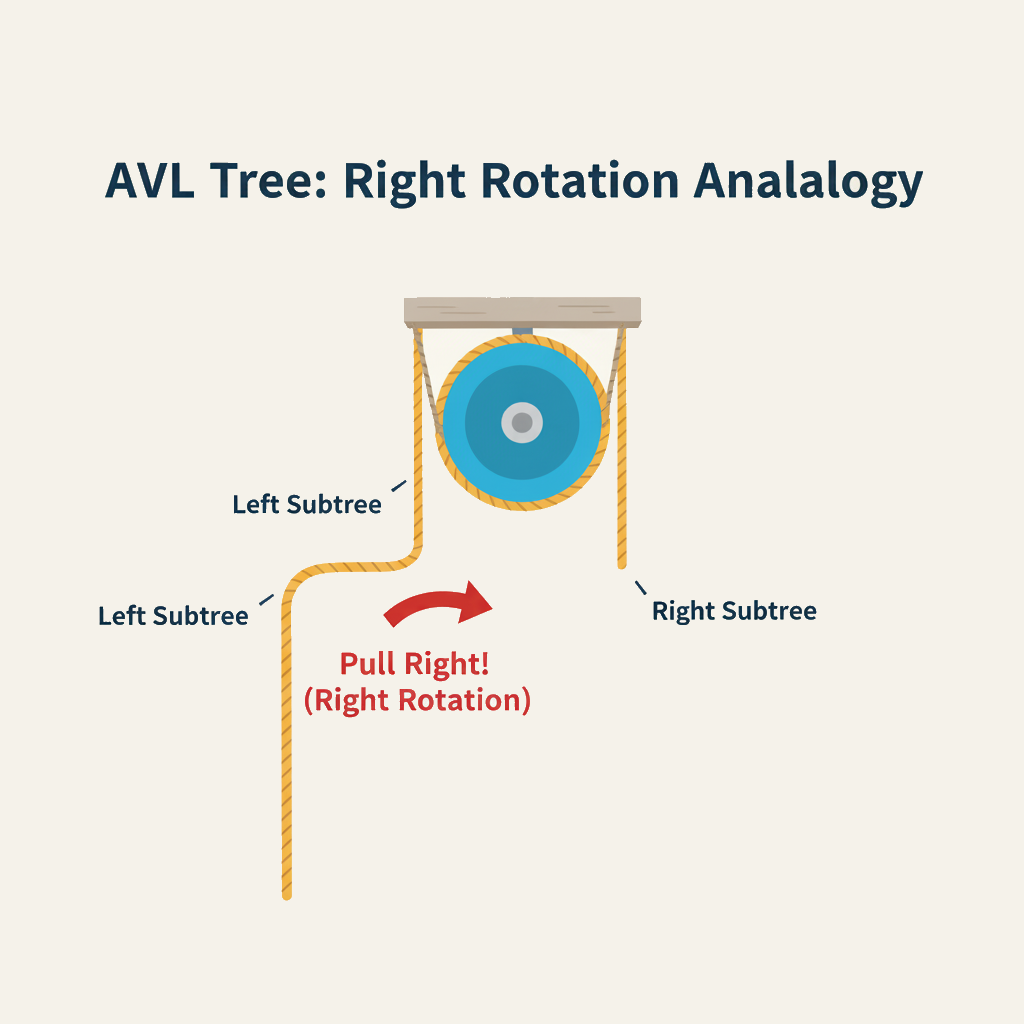 AVL Tree: Right Rotation Analalogy
Left Subtree
Left Subtree
Right Subtree
Pull Right!
(Right Rotation)